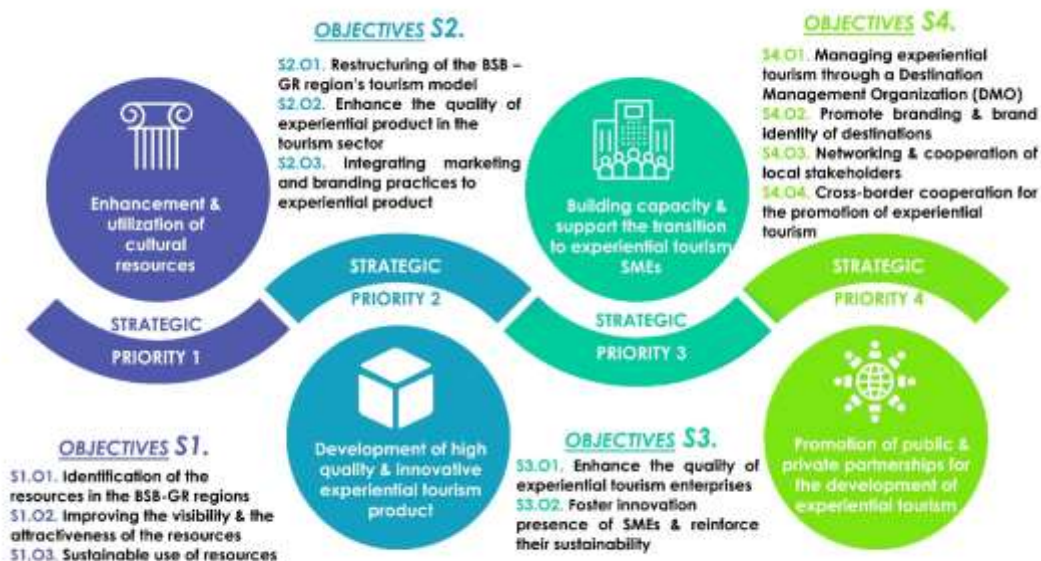 OBJECTIVES S2.
S2.O1. Restructuring of the BSB –
GR region's tourism model
S2.O2. Enhance the quality of
experiential product in the
tourism sector
S2.O3. Integrating marketing
and branding practices to
experiential product
OBJECTIVES S4.
S4.O1. Managing experiential
tourism through a Destination
Management Organization (DMO)
S4.O2. Promote branding & brand
identity of destinations
S4.O3. Networking & cooperation of
local stakeholders
S4.O4. Cross-border cooperation for
the promotion of experiential
tourism
Enhancement &
utilization of
cultural
resources
STRATEGIC
PRIORITY 1
STRATEGIC
PRIORITY 2
Development of high
quality & innovative
experiential tourism
product
Building capacity &
support the transition
to experiential tourism
SMEs
STRATEGIC
PRIORITY 3
STRATEGIC
PRIORITY 4
Promotion of public &
private partnerships for
the development of
experiential tourism
OBJECTIVES S1.
S1.O1. Identification of the
resources in the BSB-GR regions
S1.O2. Improving the visibility & the
attractiveness of the resources
S1.O3. Sustainable use of resources
OBJECTIVES S3.
S3.O1. Enhance the quality of
experiential tourism enterprises
S3.O2. Foster innovation
presence of SMEs & reinforce
their sustainability